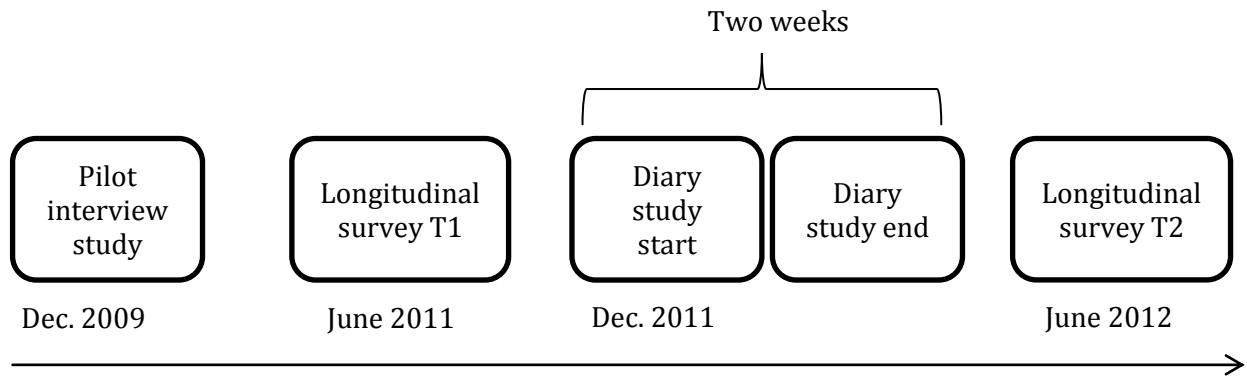 Two weeks
Pilot
interview
study
Longitudinal
survey T1
Diary
study
start
Diary
study end
Longitudinal
survey T2
Dec. 2009
June 2011
Dec. 2011
June 2012